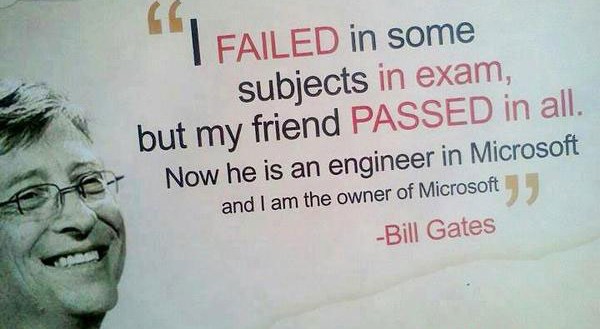 “I FAILED in some
subjects in exam,
but my friend PASSED in all.
Now he is an engineer in Microsoft
and I am the owner of Microsoft”
-Bill Gates